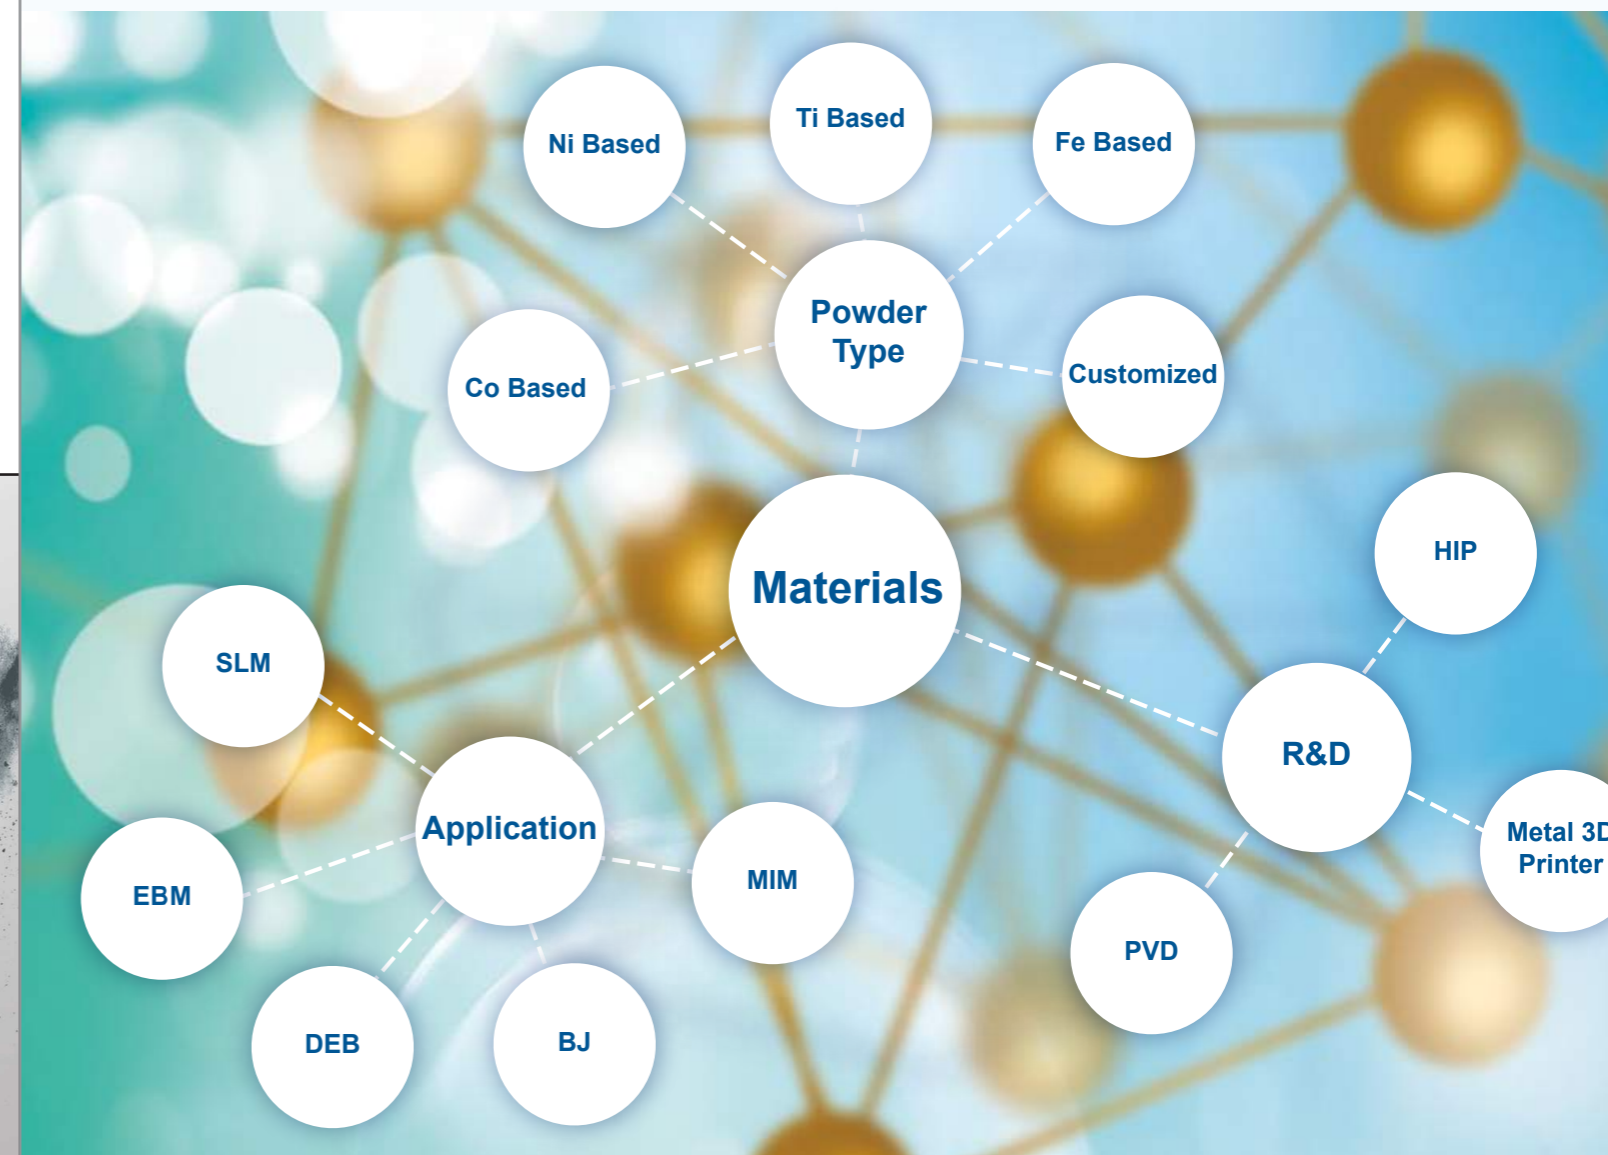 Ti Based
Ni Based
Fe Based
Powder
Type
Customized
Co Based
Materials
HIP
SLM
R&D
Application
Metal 3D
Printer
MIM
EBM
PVD
DEB
BJ